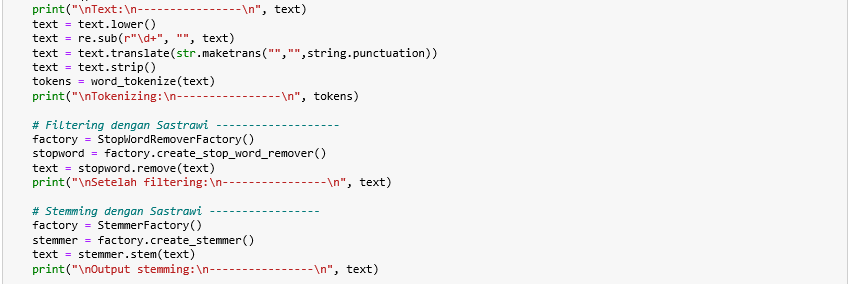 print("\nText:\n----------------\n", text)
text = text.lower()
text = re.sub(r"\d+", "", text)
text = text.translate(str.maketrans("","",string.punctuation))
text = text.strip()
tokens = word_tokenize(text)
print("\nTokenizing:\n----------------\n", tokens)
# Filtering dengan Sastrawi -------------------
factory = StopWordRemoverFactory()
stopword = factory.create_stop_word_remover()
text = stopword.remove(text)
print("\nSetelah filtering:\n----------------\n", text)
# Stemming dengan Sastrawi -----------------
factory = StemmerFactory()
stemmer = factory.create_stemmer()
text = stemmer.stem(text)
print("\nOutput stemming:\n----------------\n", text)